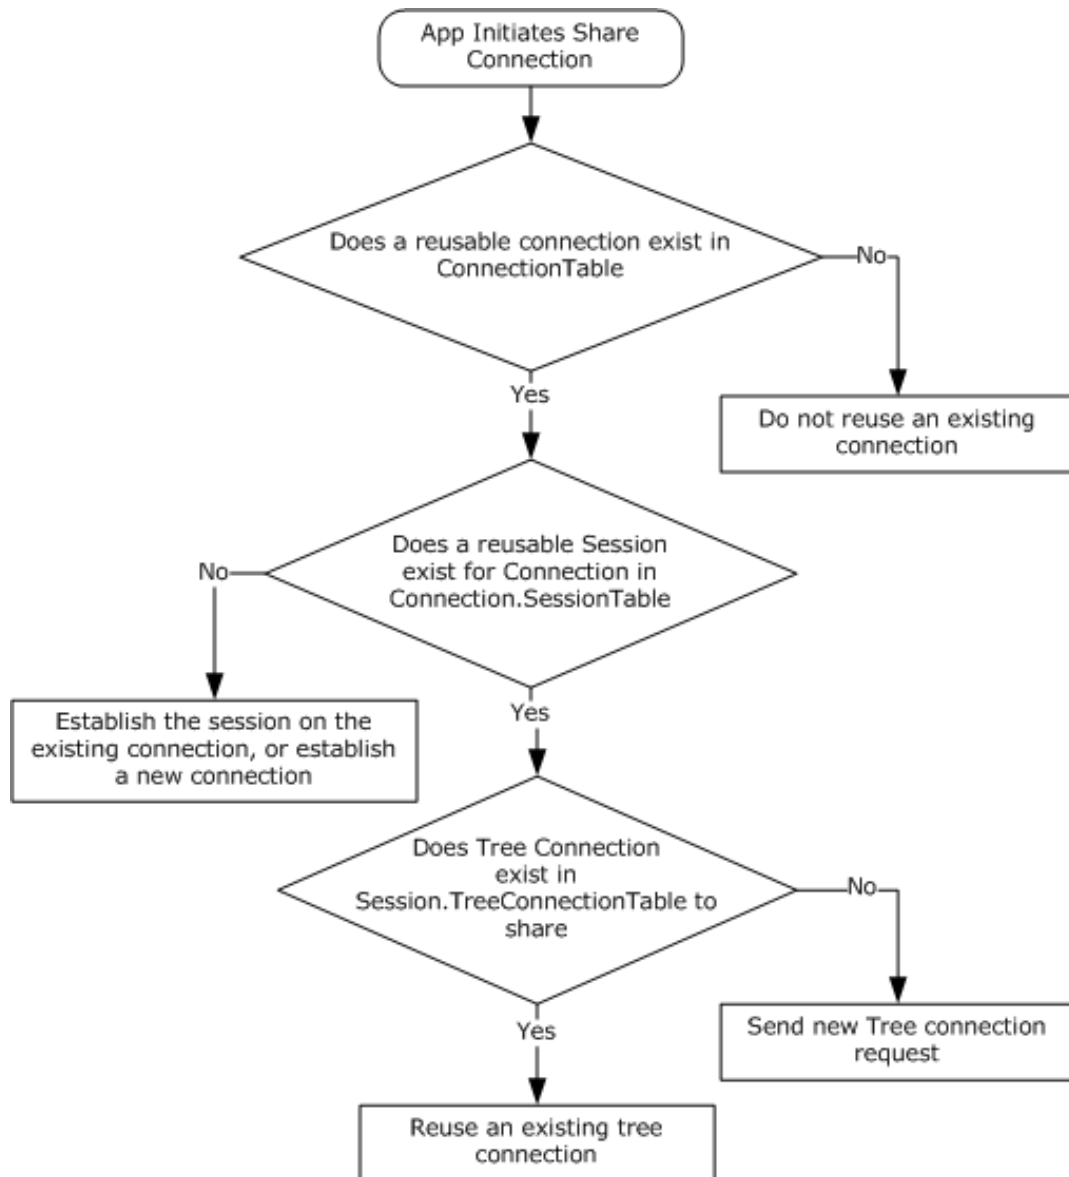 App Initiates Share
Connection
Does a reusable connection exist in
ConnectionTable
No
Yes
Do not reuse an existing
connection
Does a reusable Session
exist for Connection in
Connection.SessionTable
No
Yes
Establish the session on the
existing connection, or establish
a new connection
Does Tree Connection
exist in
Session.TreeConnectionTable to
share
No
Yes
Send new Tree connection
request
Reuse an existing tree
connection